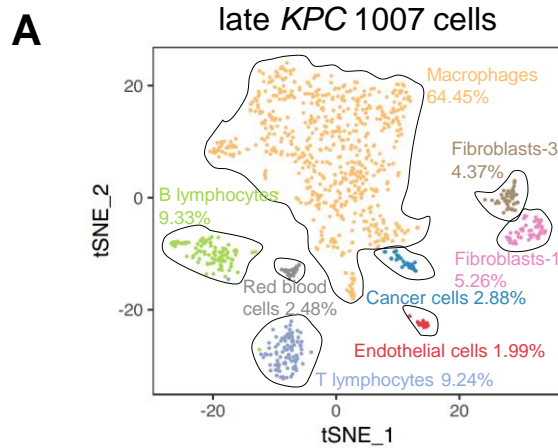 A
late KPC 1007 cells
Macrophages
64.45%
Fibroblasts-3
4.37%
B lymphocytes
9.33%
Fibroblasts-1
5.26%
Red blood
cells 2.48%
Cancer cells 2.88%
Endothelial cells 1.99%
T lymphocytes 9.24%
tSNE_2
20
0
-20
-20
0
20
tSNE_1